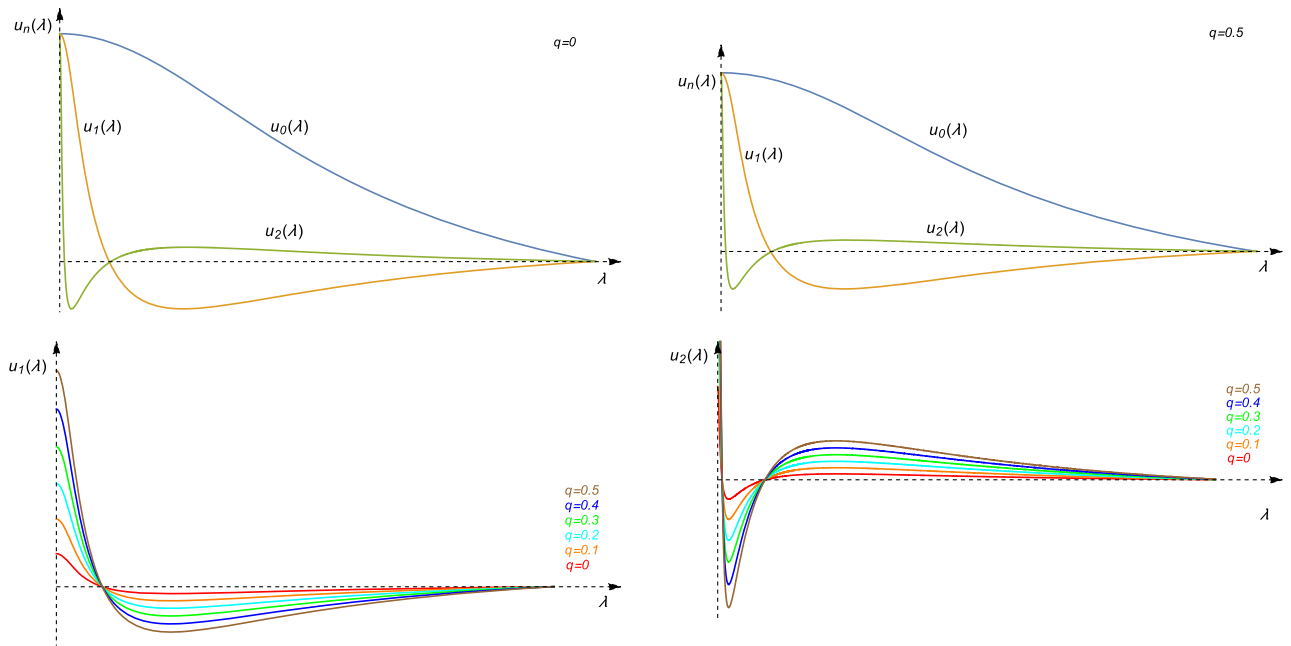 uₙ(λ)
q=0
u₁(λ)
u₀(λ)
u₂(λ)
λ
q=0.5
uₙ(λ)
u₀(λ)
u₁(λ)
u₂(λ)
λ
u₁(λ)
q=0.5
q=0.4
q=0.3
q=0.2
q=0.1
q=0
λ
u₂(λ)
q=0.5
q=0.4
q=0.3
q=0.2
q=0.1
q=0
λ